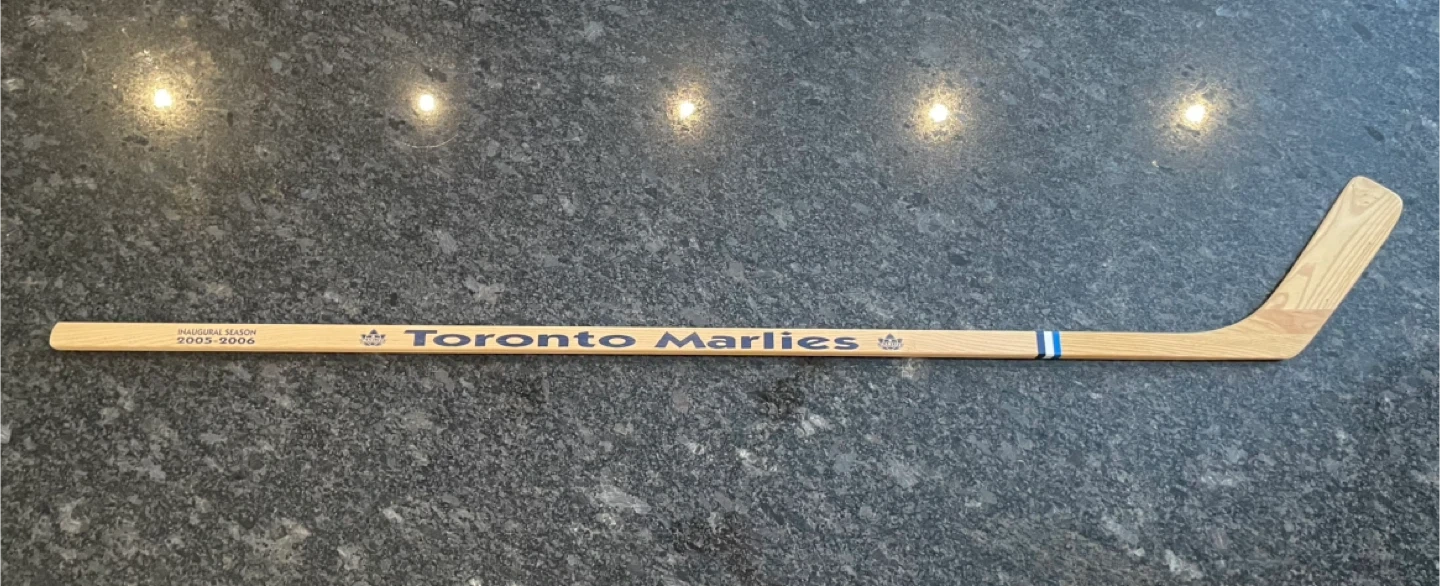 INAUGURAL SEASON
2005-2006
Toronto Marlies